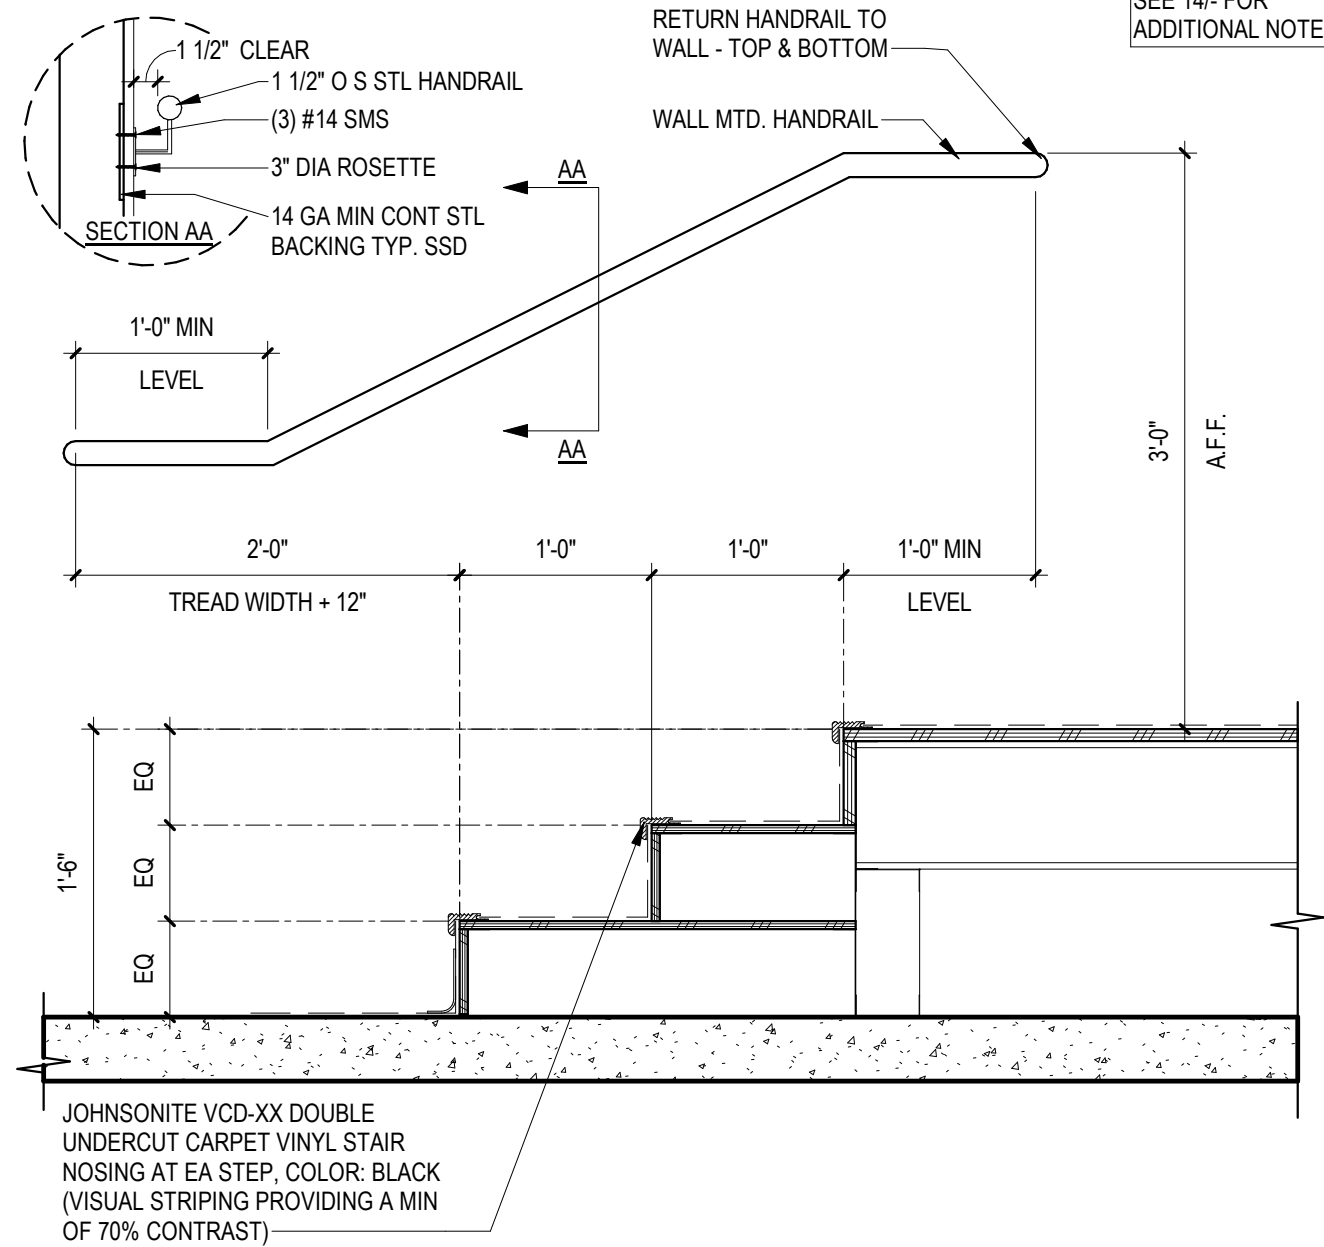 1 1/2" CLEAR
1 1/2" O S STL HANDRAIL
(3) #14 SMS
3" DIA ROSETTE
14 GA MIN CONT STL
BACKING TYP. SSD
SECTION AA
RETURN HANDRAIL TO
WALL - TOP & BOTTOM
WALL MTD. HANDRAIL
SEE 14/- FOR
ADDITIONAL NOTE
AA
AA
1'-0" MIN
LEVEL
3'-0"
A.F.F.
2'-0"
TREAD WIDTH + 12"
1'-0"
1'-0"
1'-0" MIN
LEVEL
1'-6"
EQ
EQ
EQ
JOHNSONITE VCD-XX DOUBLE
UNDERCUT CARPET VINYL STAIR
NOSING AT EA STEP, COLOR: BLACK
(VISUAL STRIPING PROVIDING A MIN
OF 70% CONTRAST)